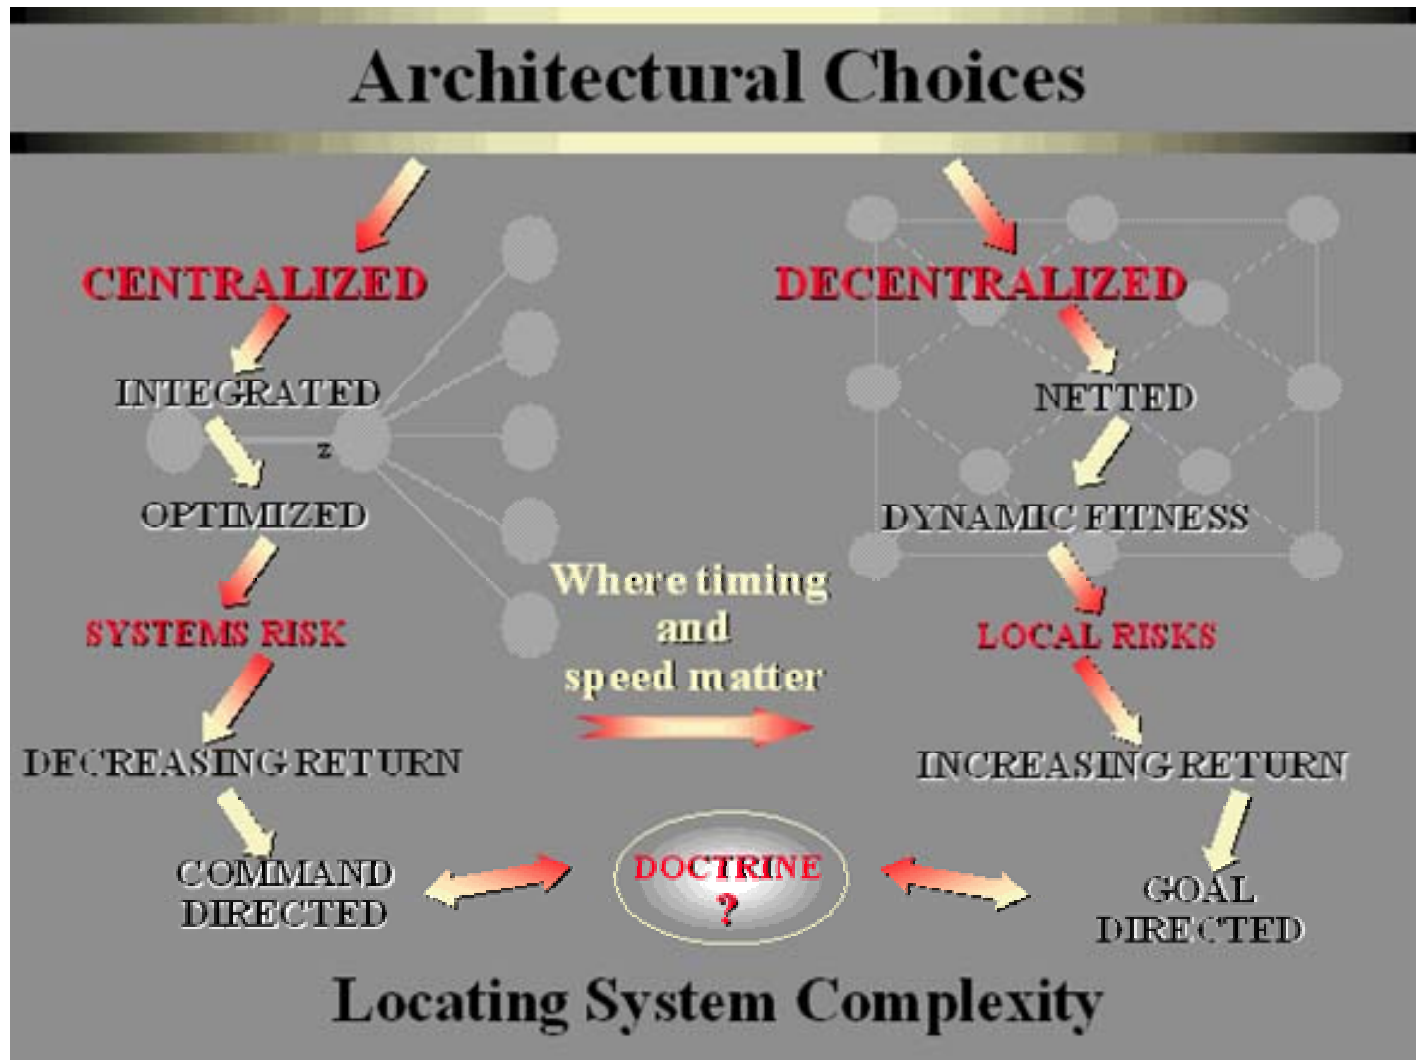 Architectural Choices
CENTRALIZED
INTEGRATED
z
OPTIMIZED
SYSTEMS RISK
DECREASING RETURN
COMMAND
DIRECTED
Where timing
and
speed matter
DOCTRINE
?
DECENTRALIZED
NETTED
DYNAMIC FITNESS
LOCAL RISKS
INCREASING RETURN
GOAL
DIRECTED
Locating System Complexity